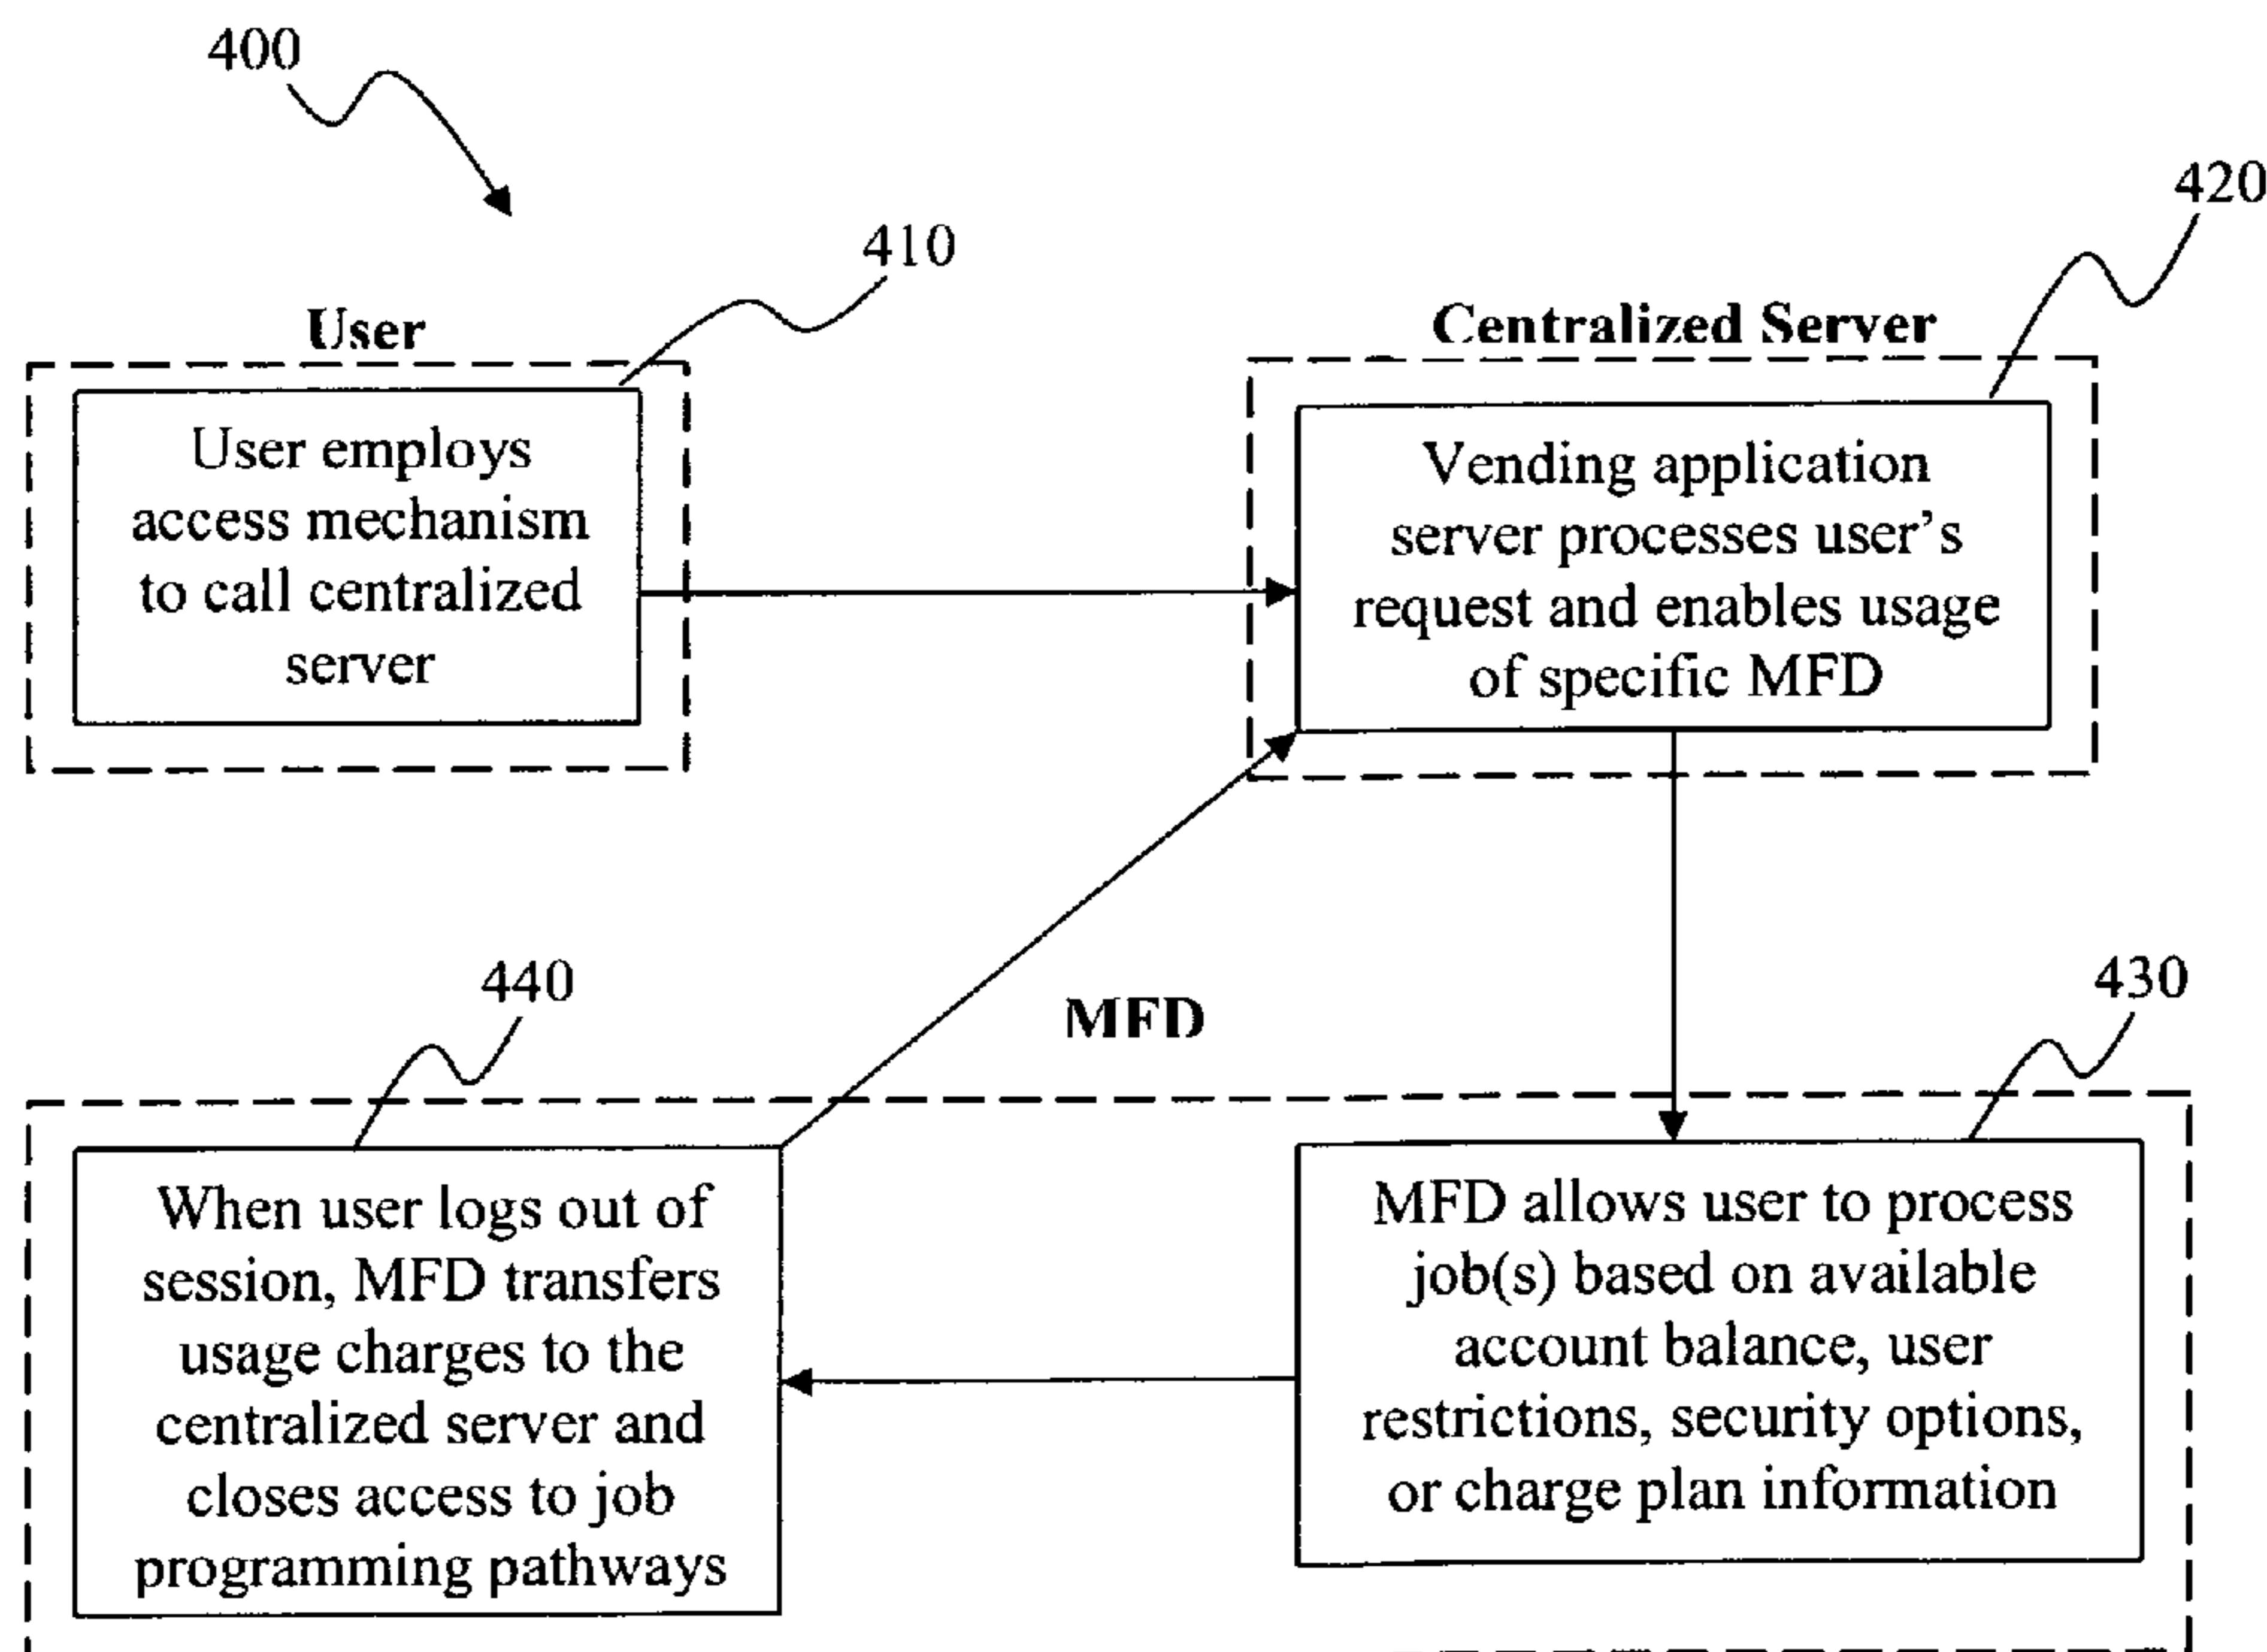 400
410
420
User
Centralized Server
User employs
access mechanism
to call centralized
server
Vending application
server processes user's
request and enables usage
of specific MFD
440
MFD
430
When user logs out of
session, MFD transfers
usage charges to the
centralized server and
closes access to job
programming pathways
MFD allows user to process
job(s) based on available
account balance, user
restrictions, security options,
or charge plan information